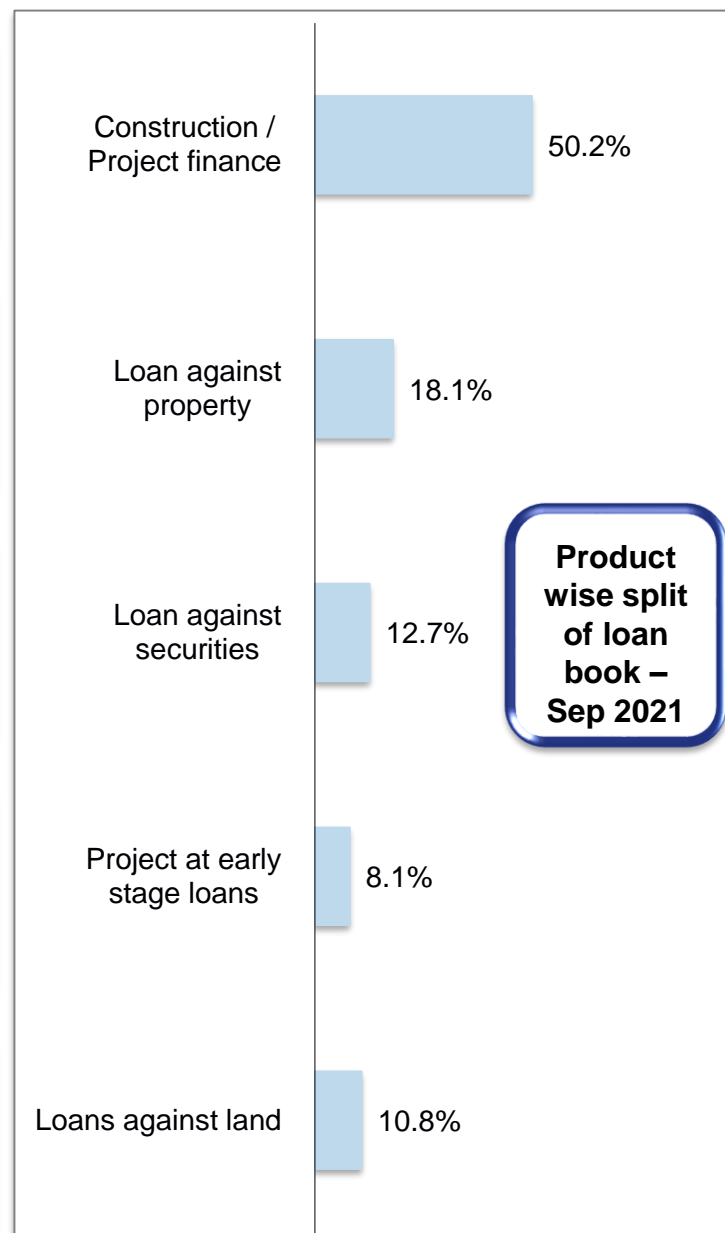 Construction /
Project finance
50.2%
Loan against
property
18.1%
Loan against
securities
12.7%
Product
wise split
of loan
book –
Sep 2021
Project at early
stage loans
8.1%
Loans against land
10.8%